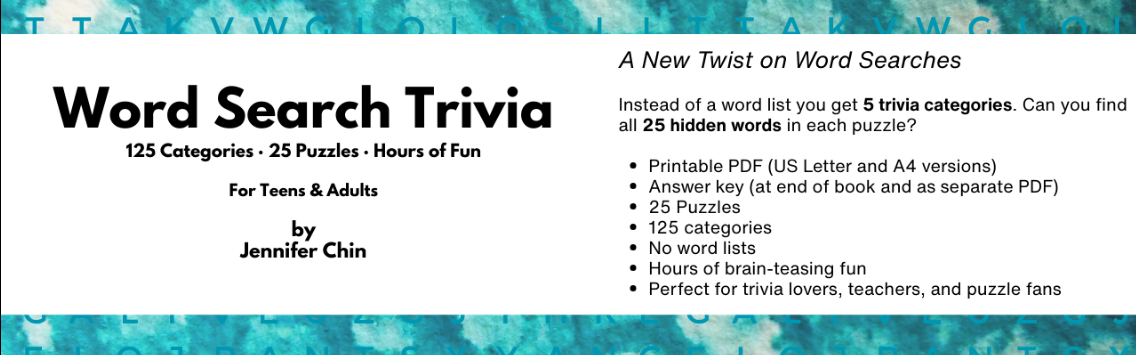 T T A K V W G L O L O S L I T T A K V W G L O L
Word Search Trivia
125 Categories · 25 Puzzles · Hours of Fun
For Teens & Adults
by
Jennifer Chin
A New Twist on Word Searches
Instead of a word list you get 5 trivia categories. Can you find
all 25 hidden words in each puzzle?
• Printable PDF (US Letter and A4 versions)
• Answer key (at end of book and as separate PDF)
• 25 Puzzles
• 125 categories
• No word lists
• Hours of brain-teasing fun
• Perfect for trivia lovers, teachers, and puzzle fans